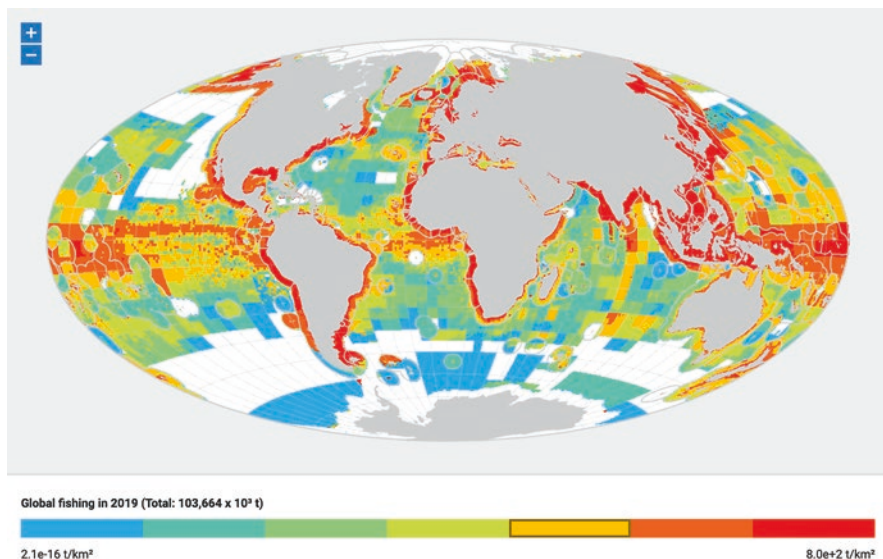 +
−
Global fishing in 2019 (Total: 103,664 x 10³ t)
2.1e-16 t/km² 8.0e+2 t/km²